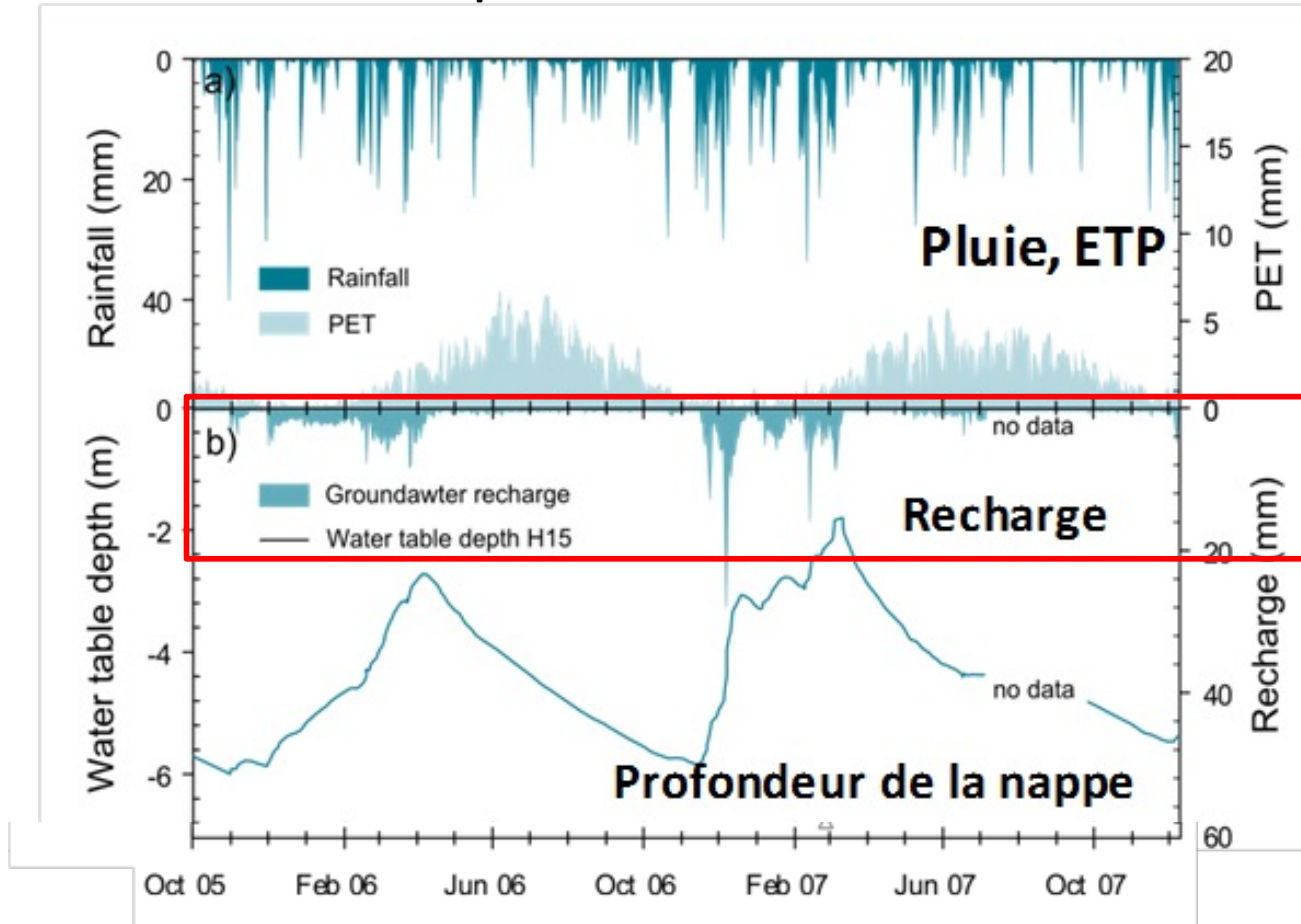 0
20
40
Rainfall (mm)
a)
Rainfall
PET
Pluie, ETP
20
15
10
5
0
PET (mm)
0
-2
-4
-6
Water table depth (m)
b)
Groundawter recharge
Water table depth H15
no data
Recharge
no data
Profondeur de la nappe
20
40
60
Recharge (mm)
Oct 05 Feb 06 Jun 06 Oct 06 Feb 07 Jun 07 Oct 07